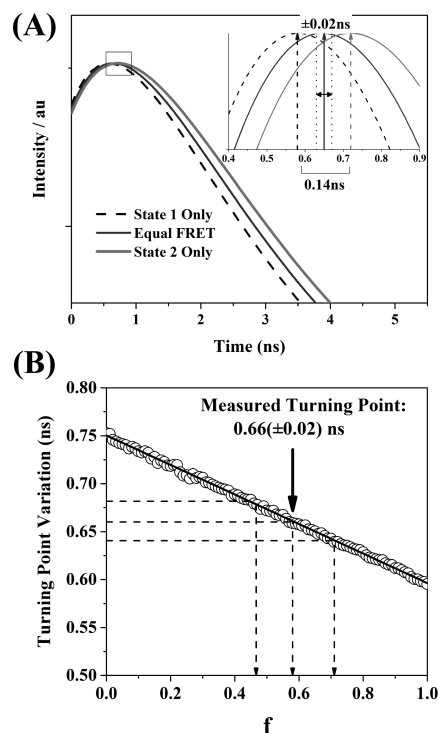 (A)
Intensity / au
±0.02ns
0.4 0.5 0.6 0.7 0.8 0.9
0.14ns
State 1 Only
Equal FRET
State 2 Only
0 1 2 3 4 5
Time (ns)
(B)
Turning Point Variation (ns)
0.80
0.75
0.70
0.65
0.60
0.55
0.50
Measured Turning Point:
0.66(±0.02) ns
0.0 0.2 0.4 0.6 0.8 1.0
f